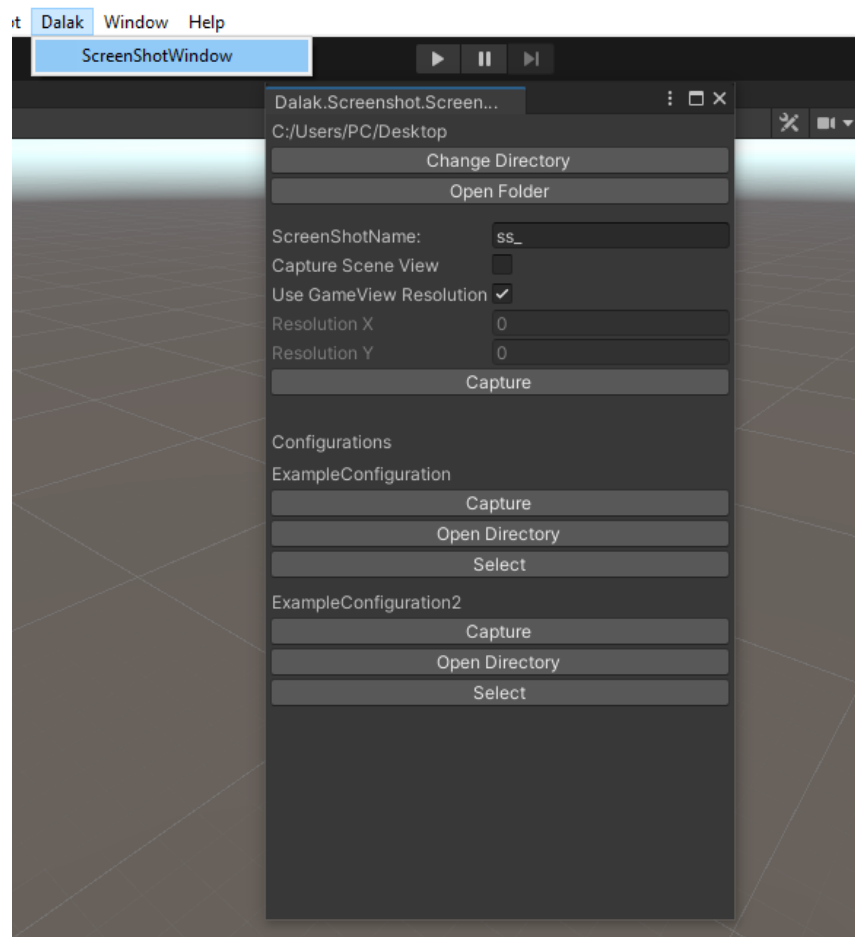 Dalak Window Help
ScreenShotWindow
Dalak.Screenshot.Screen...
C:/Users/PC/Desktop
Change Directory
Open Folder
ScreenShotName: ss_
Capture Scene View
Use GameView Resolution
Resolution X 0
Resolution Y 0
Capture
Configurations
ExampleConfiguration
Capture
Open Directory
Select
ExampleConfiguration2
Capture
Open Directory
Select